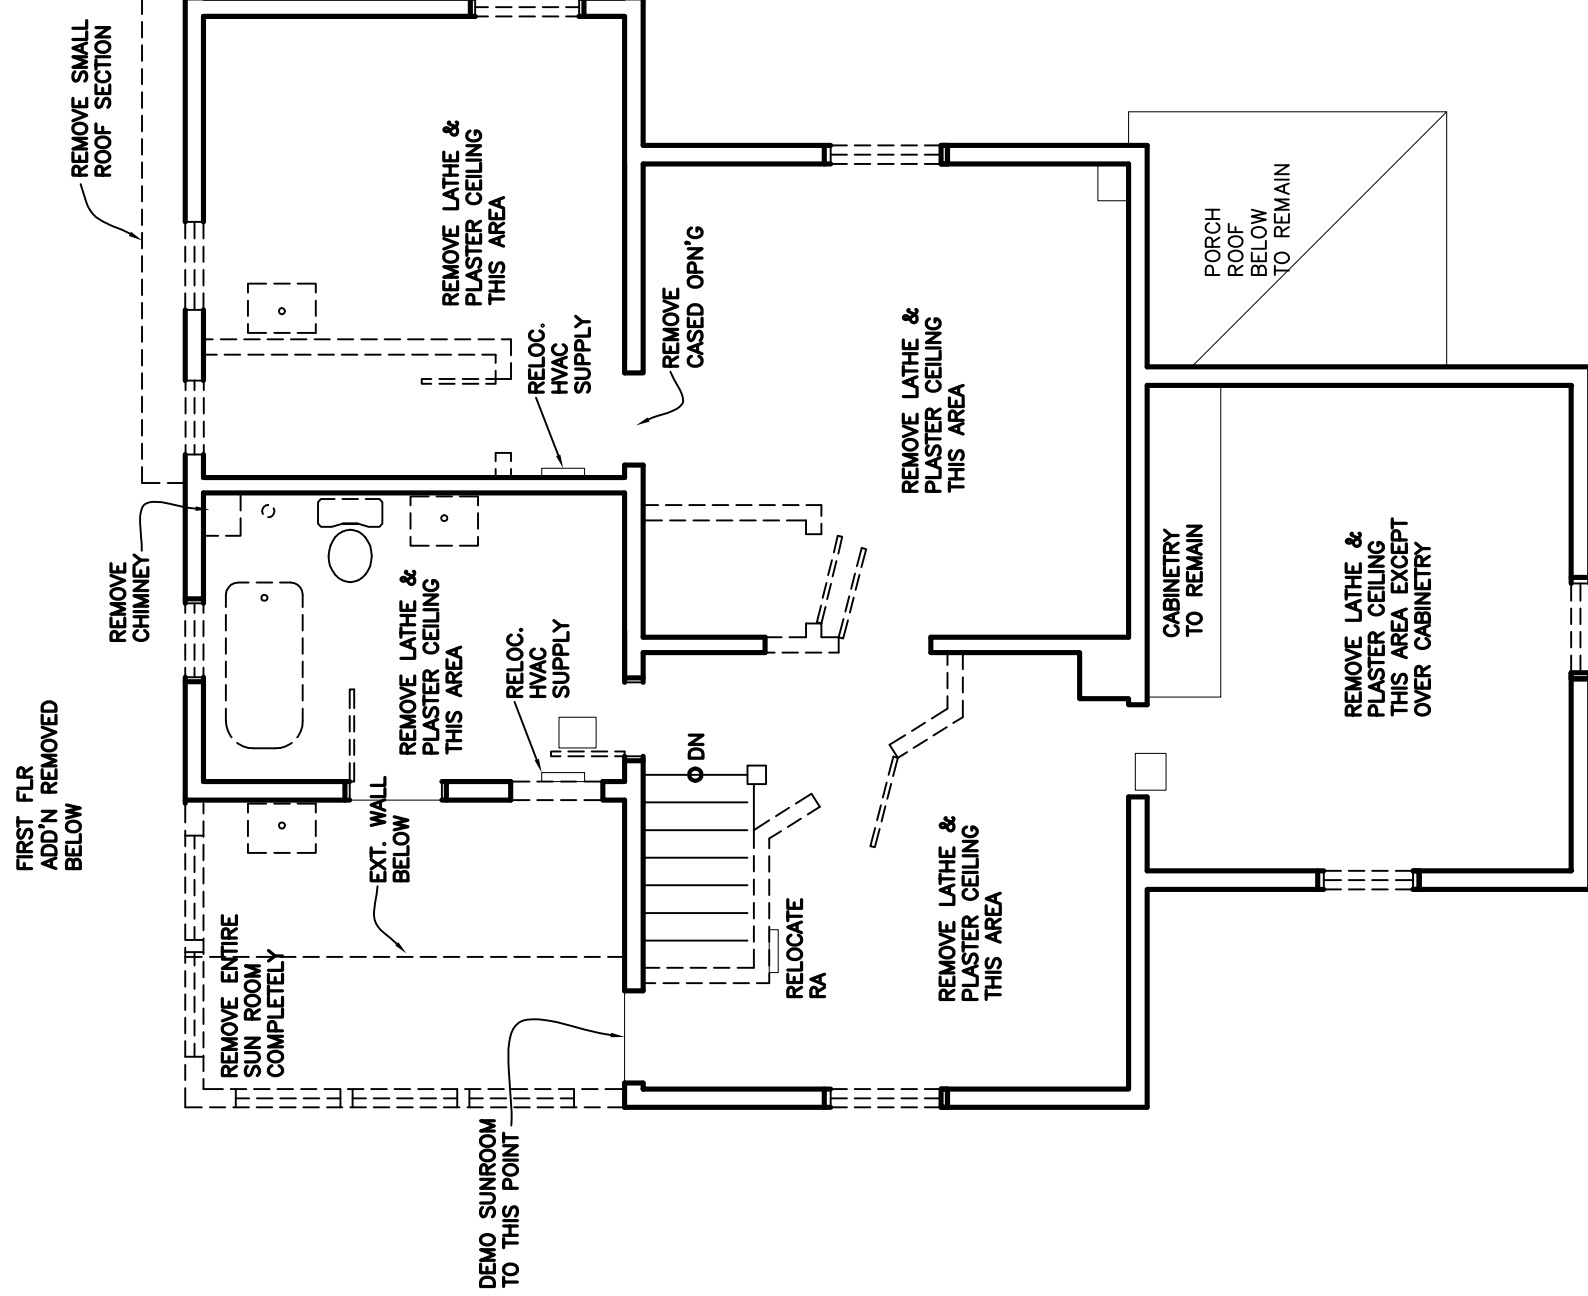 FIRST FLR
ADD'N REMOVED
BELOW
REMOVE SMALL
ROOF SECTION
REMOVE
CHIMNEY
REMOVE ENTIRE
SUN ROOM
COMPLETELY
EXT. WALL
BELOW
REMOVE LATHE &
PLASTER CEILING
THIS AREA
REMOVE LATHE &
PLASTER CEILING
THIS AREA
DEMO SUNROOM
TO THIS POINT
RELOC.
HVAC
SUPPLY
RELOC.
HVAC
SUPPLY
REMOVE
CASED OPN'G
DN
RELOCATE
RA
REMOVE LATHE &
PLASTER CEILING
THIS AREA
REMOVE LATHE &
PLASTER CEILING
THIS AREA
CABINETRY
TO REMAIN
PORCH
ROOF
BELOW
TO REMAIN
REMOVE LATHE &
PLASTER CEILING
THIS AREA EXCEPT
OVER CABINETRY